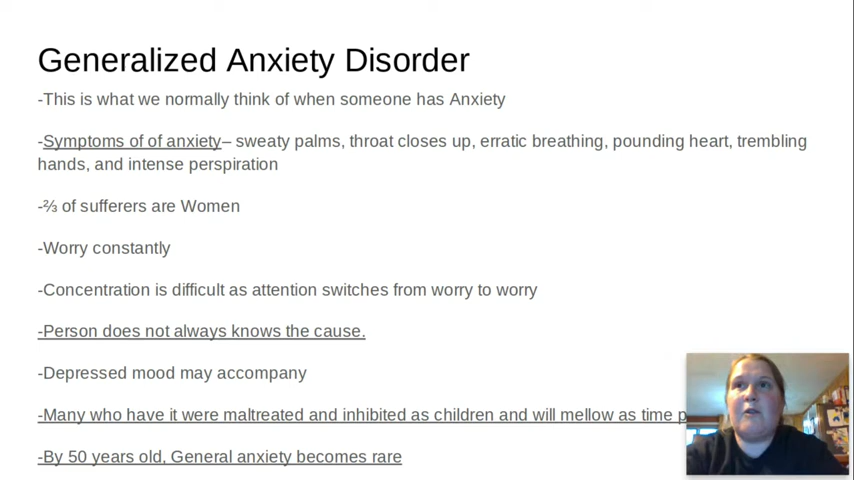 Generalized Anxiety Disorder
-This is what we normally think of when someone has Anxiety
-Symptoms of of anxiety– sweaty palms, throat closes up, erratic breathing, pounding heart, trembling
hands, and intense perspiration
-⅔ of sufferers are Women
-Worry constantly
-Concentration is difficult as attention switches from worry to worry
-Person does not always knows the cause.
-Depressed mood may accompany
-Many who have it were maltreated and inhibited as children and will mellow as time
-By 50 years old, General anxiety becomes rare